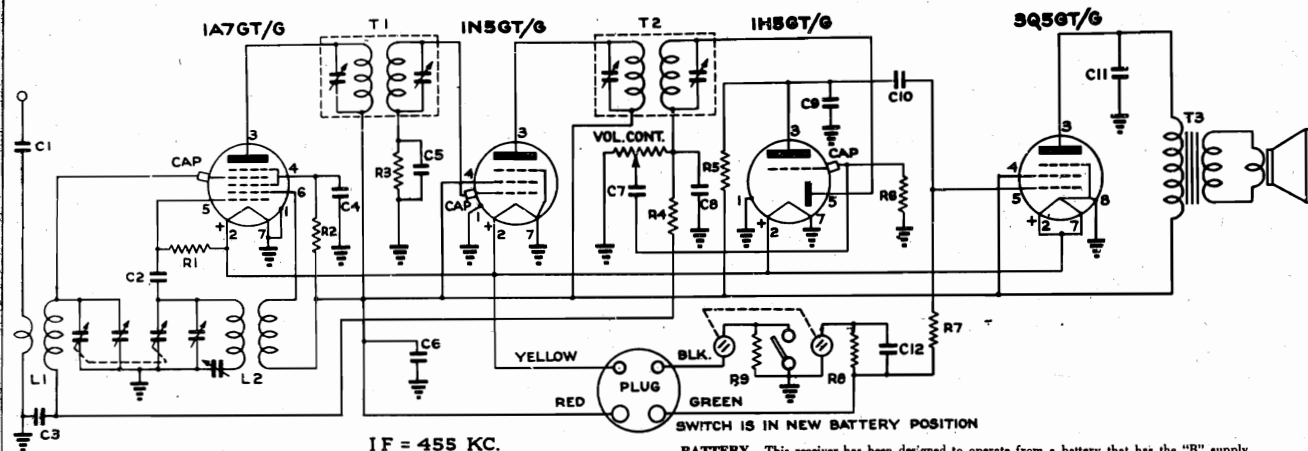 1A7GT/G
T1
1N5GT/G
T2
1H5GT/G
3Q5GT/G
C1
CAP
3
4
6
5
1
+
2
7
C4
R2
R1
C2
R3
C5
3
4
CAP
1
+
2
7
VOL. CONT.
C7
R4
C8
R5
C9
C10
3
CAP
5
1
+
2
7
R6
C11
T3
3
4
5
8
+
2
7
L1
L2
C3
C6
YELLOW
RED
PLUG
BLK.
GREEN
R9
R8
C12
R7
SWITCH IS IN NEW BATTERY POSITION
IF = 455 KC.
BATTERY This receiver has been designed to operate from a battery that has the "B" supply